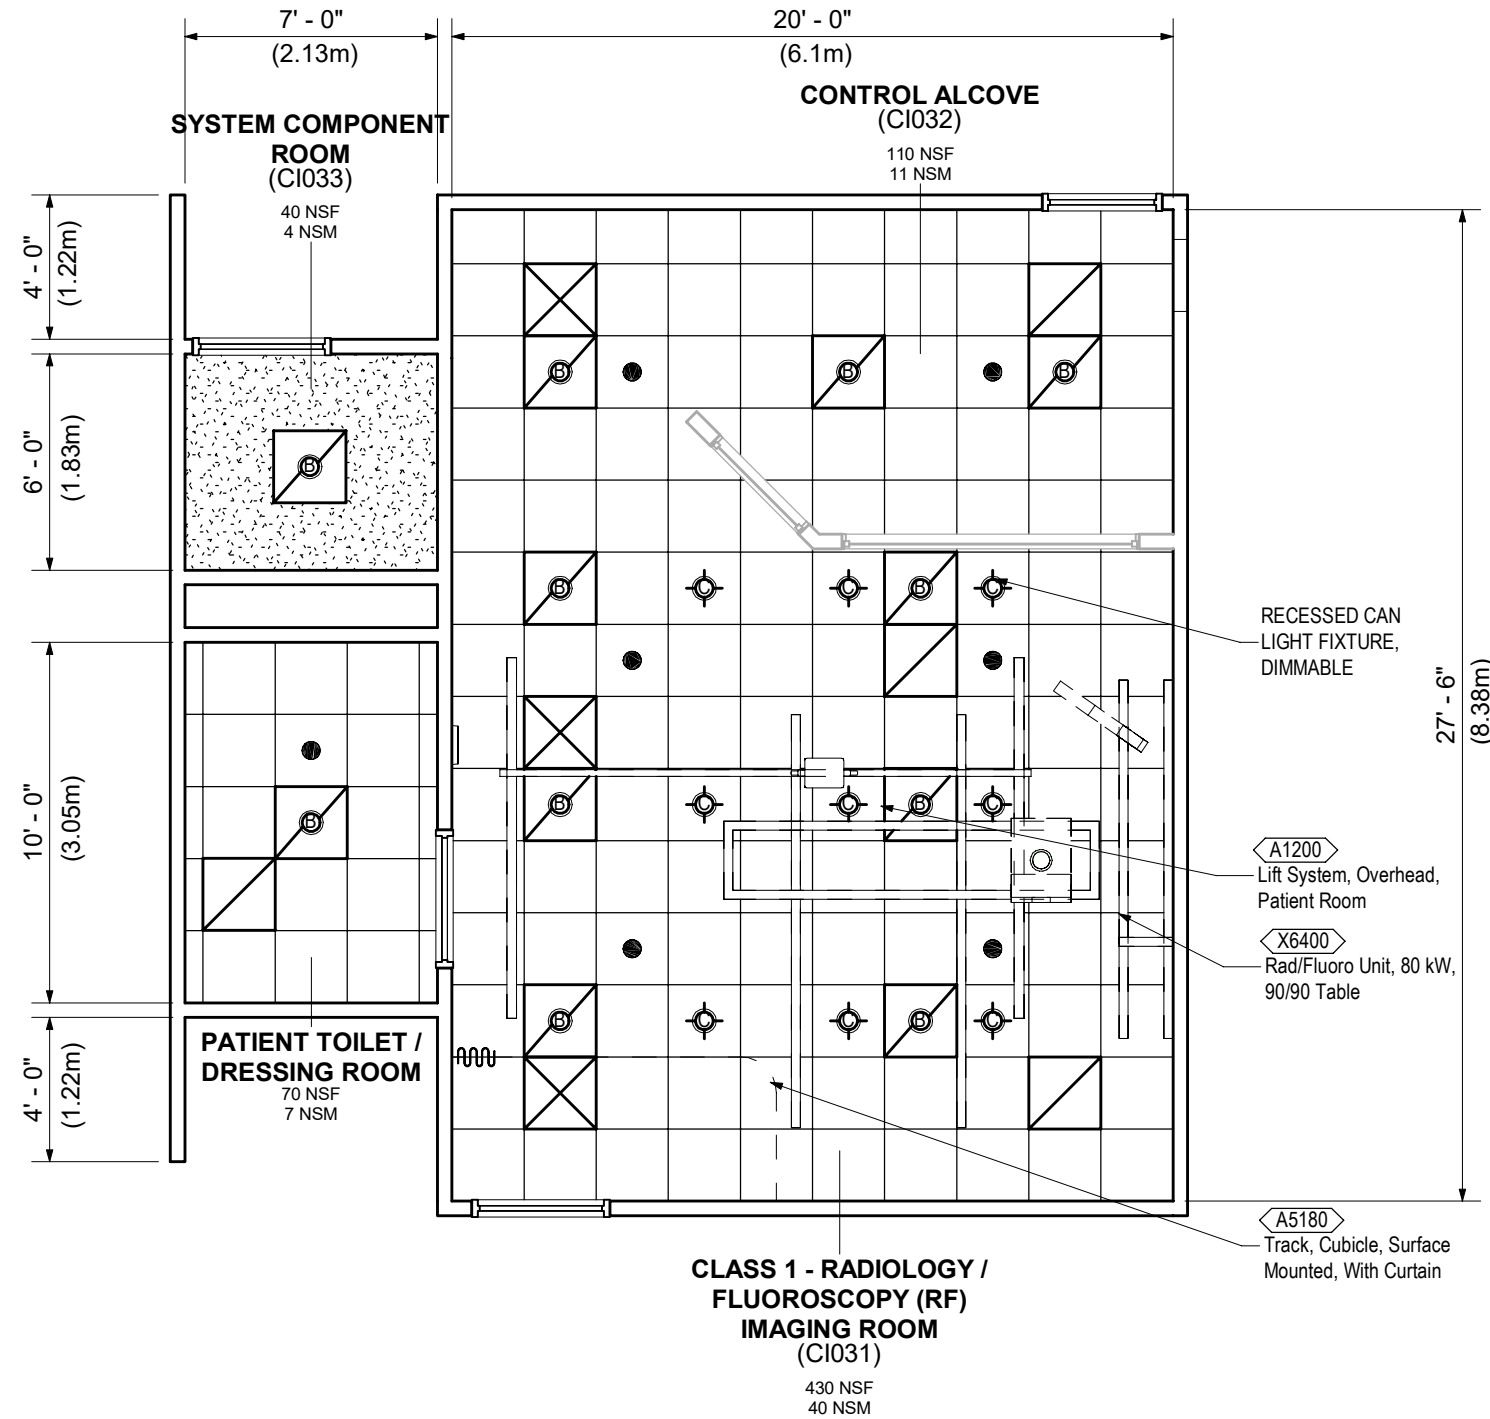 7' - 0"
(2.13m)
20' - 0"
(6.1m)
CONTROL ALCOVE
(CI032)
110 NSF
11 NSM
SYSTEM COMPONENT
ROOM
(CI033)
40 NSF
4 NSM
4' - 0"
(1.22m)
B
B
B
6' - 0"
(1.83m)
B
B
C
C
B
C
RECESSED CAN
LIGHT FIXTURE,
DIMMABLE
27' - 6"
(8.38m)
10' - 0"
(3.05m)
B
B
C
C
B
C
A1200
Lift System, Overhead,
Patient Room
X6400
Rad/Fluoro Unit, 80 kW,
90/90 Table
B
C
C
B
C
PATIENT TOILET /
DRESSING ROOM
70 NSF
7 NSM
4' - 0"
(1.22m)
A5180
Track, Cubicle, Surface
Mounted, With Curtain
CLASS 1 - RADIOLOGY /
FLUOROSCOPY (RF)
IMAGING ROOM
(CI031)
430 NSF
40 NSM